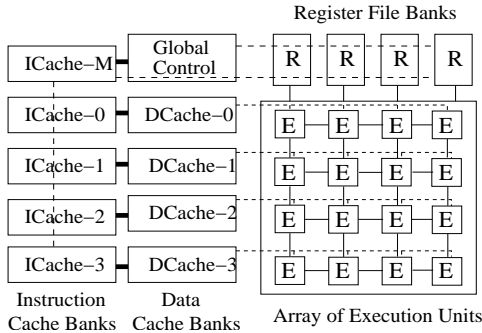 Register File Banks
ICache−M
Global
Control
R R R R
ICache−0 DCache−0
E E E E
ICache−1 DCache−1
E E E E
ICache−2 DCache−2
E E E E
ICache−3 DCache−3
E E E E
Instruction
Cache Banks
Data
Cache Banks
Array of Execution Units